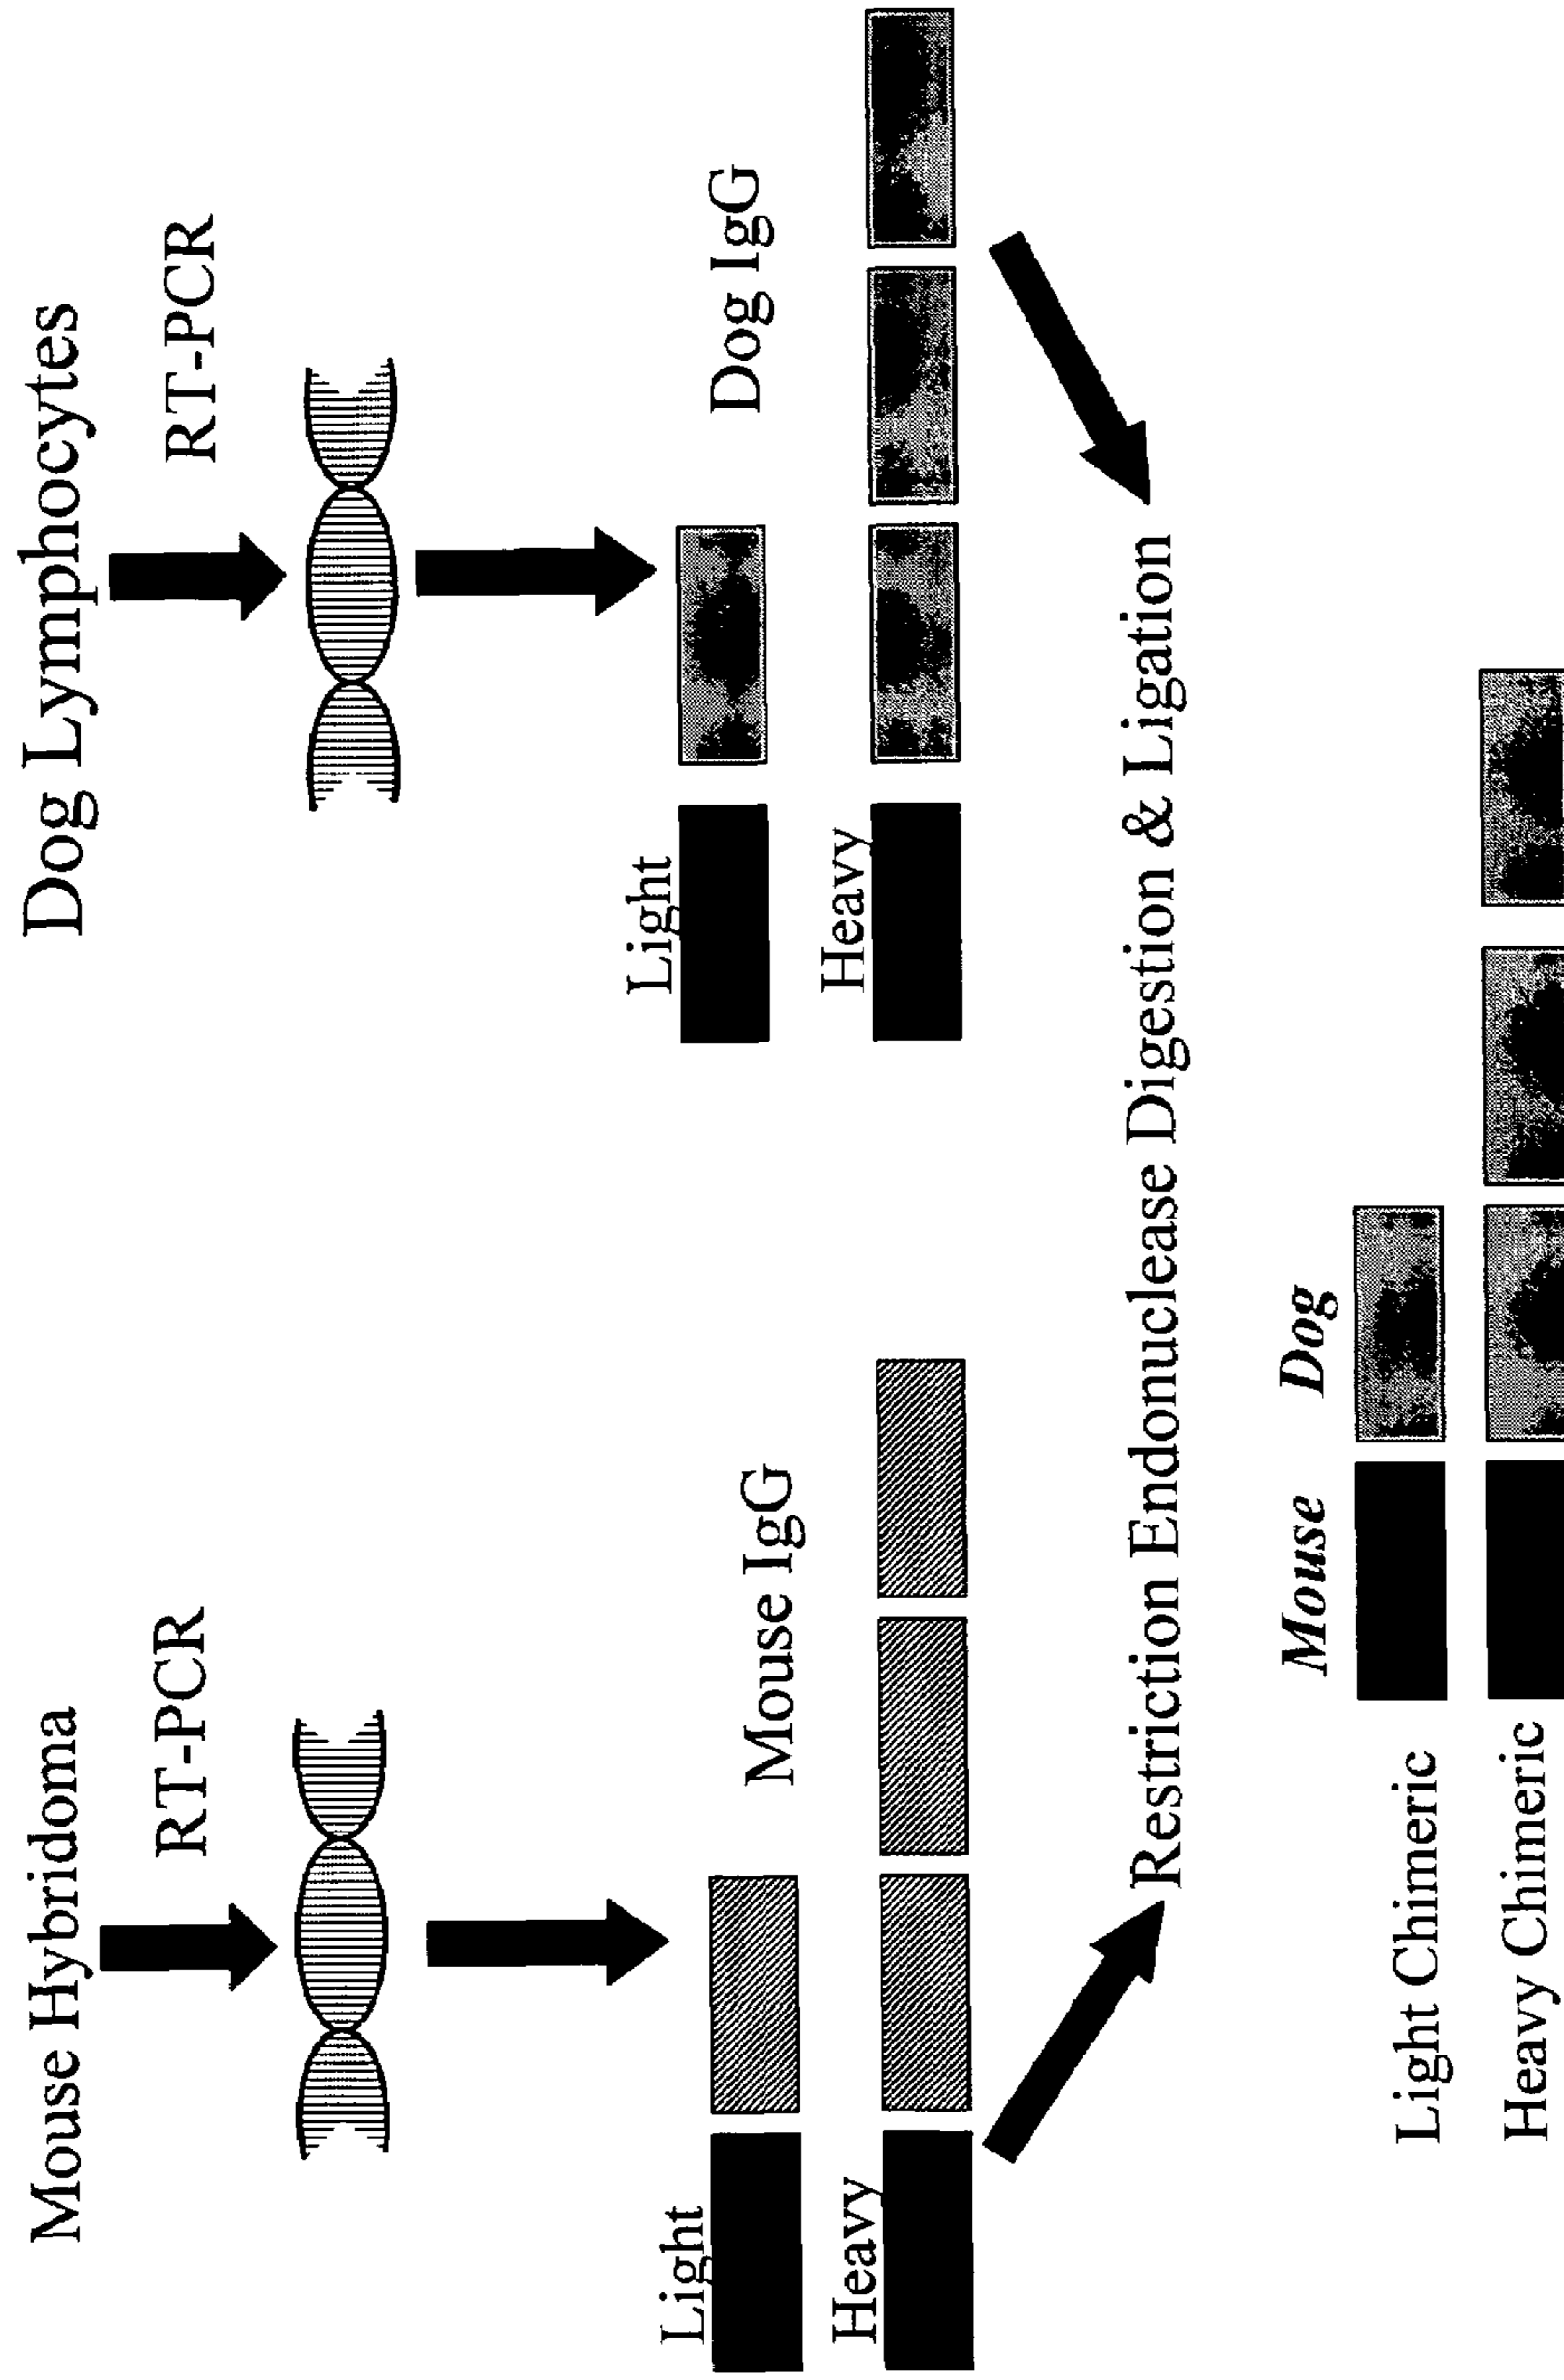 Mouse Hybridoma
RT-PCR
Light
Mouse IgG
Heavy
Dog Lymphocytes
RT-PCR
Light
Dog IgG
Heavy
Restriction Endonuclease Digestion & Ligation
Mouse Dog
Light Chimeric
Heavy Chimeric